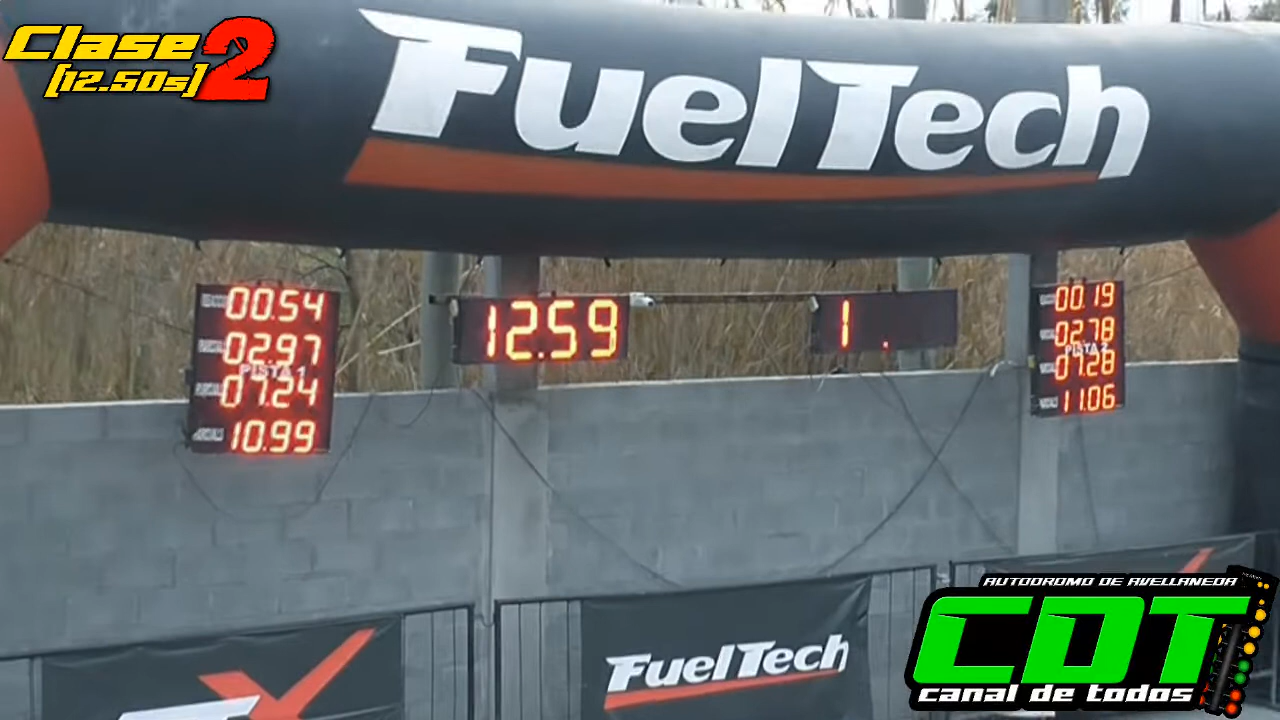 Clase 2
[12.50s]
FuelTech
00.54
02.97
PISTA 1
07.24
10.99
12.59
1 .
00.19
02.78
PISTA 2
07.28
11.06
FuelTech
AUTODROMO DE AVELLANEDA
CDT
canal de todos